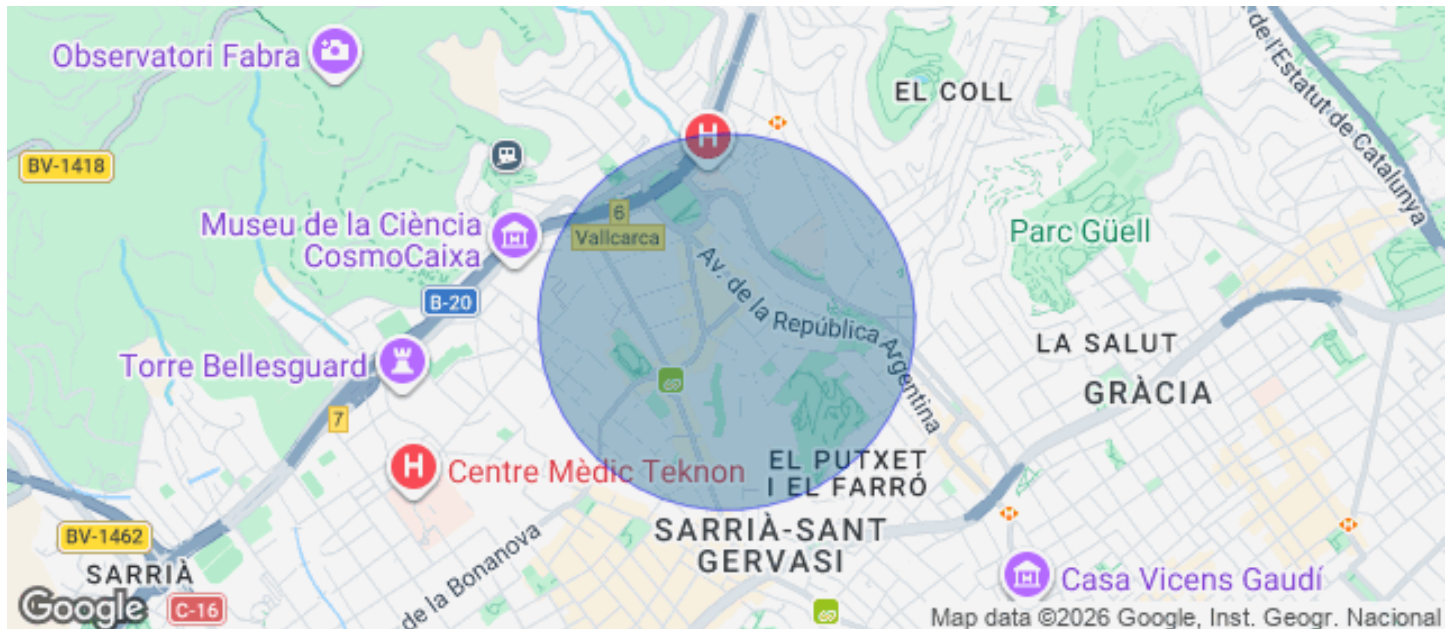 Observatori Fabra
de l'Estatut de Catalunya
EL COLL
H
BV-1418
Museu de la Ciència
CosmoCaixa
6
Vallcarca
Parc Güell
Av. de la República Argentina
B-20
Torre Bellesguard
LA SALUT
GRÀCIA
7
H
Centre Mèdic Teknon
EL PUTXET
I EL FARRÓ
SARRIÀ-SANT
GERVASI
BV-1462
SARRIÀ
de la Bonanova
Casa Vicens Gaudí
Google
C-16
Map data ©2026 Google, Inst. Geogr. Nacional